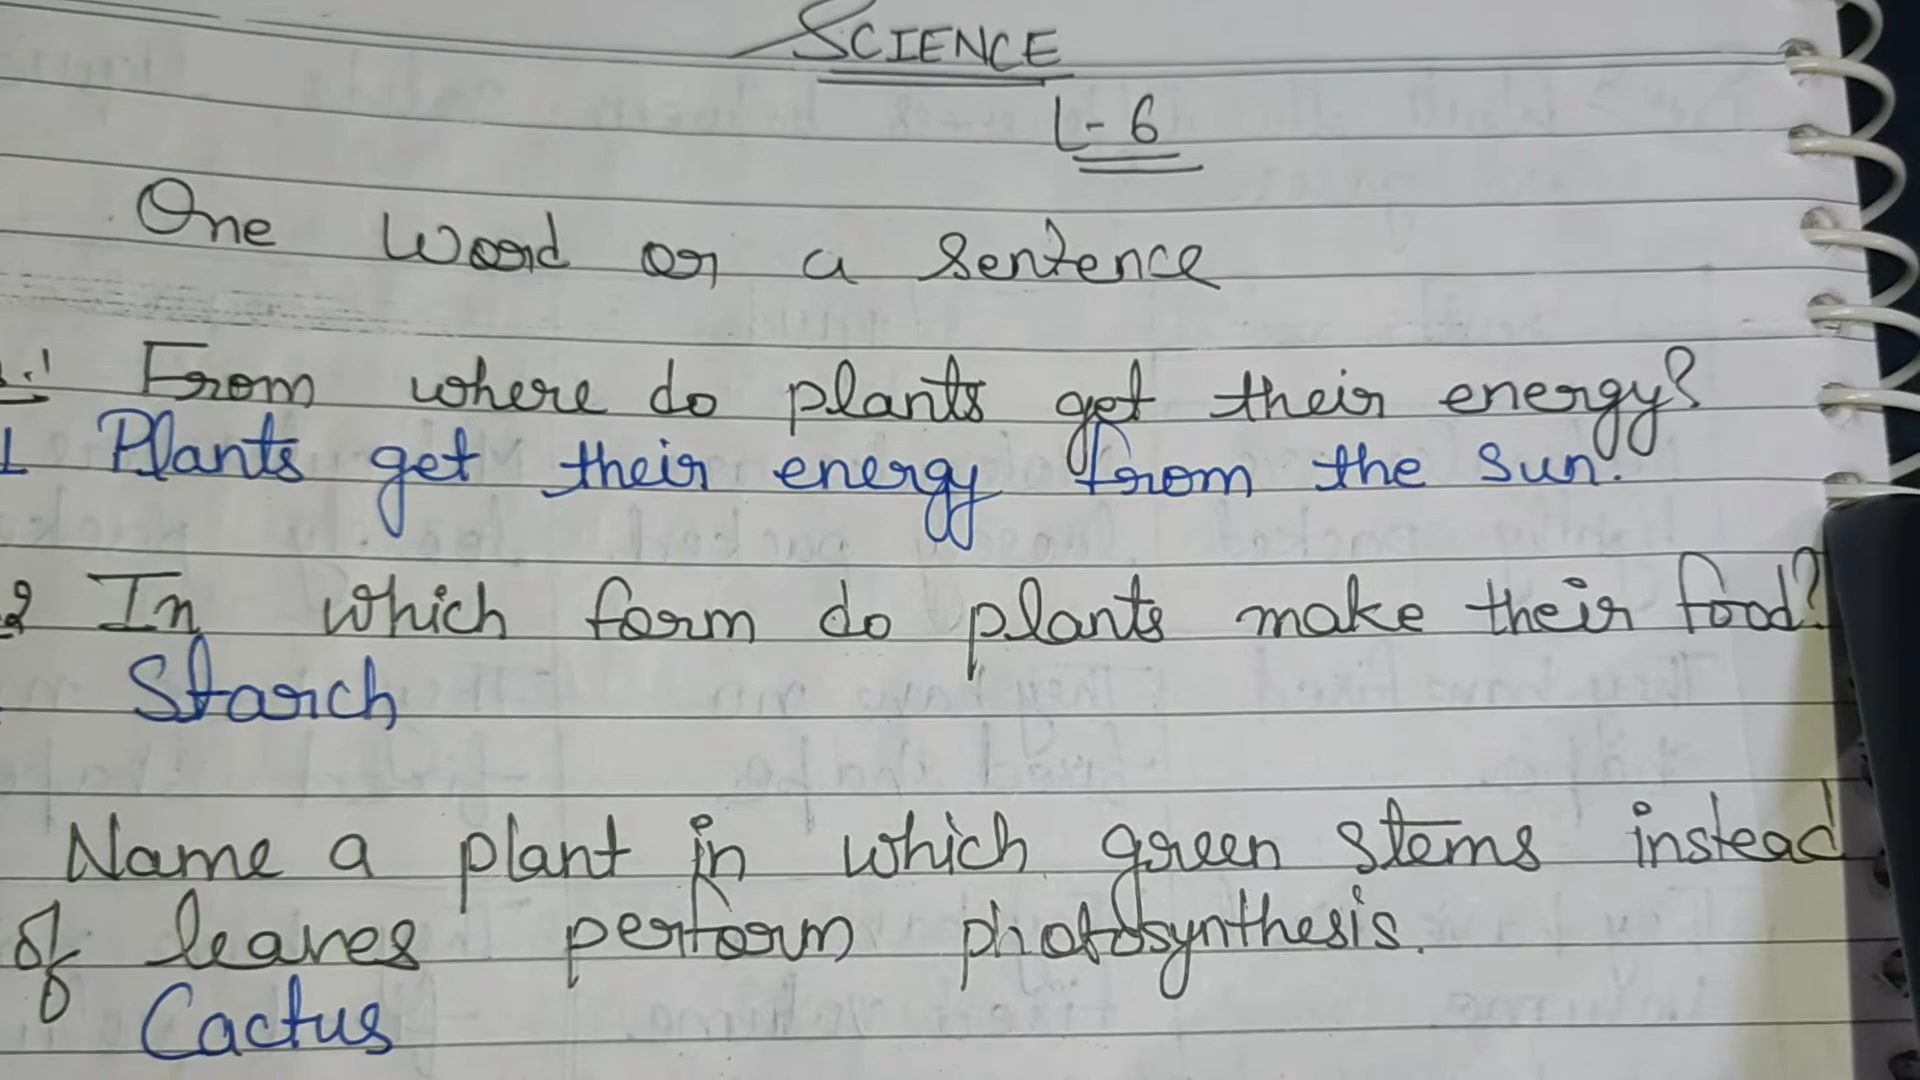 SCIENCE
L-6
One word or a sentence
From where do plants get their energy?
Plants get their energy from the sun.
2 In which form do plants make their food?
Starch
Name a plant in which green stems instead
of leaves perform photosynthesis.
Cactus